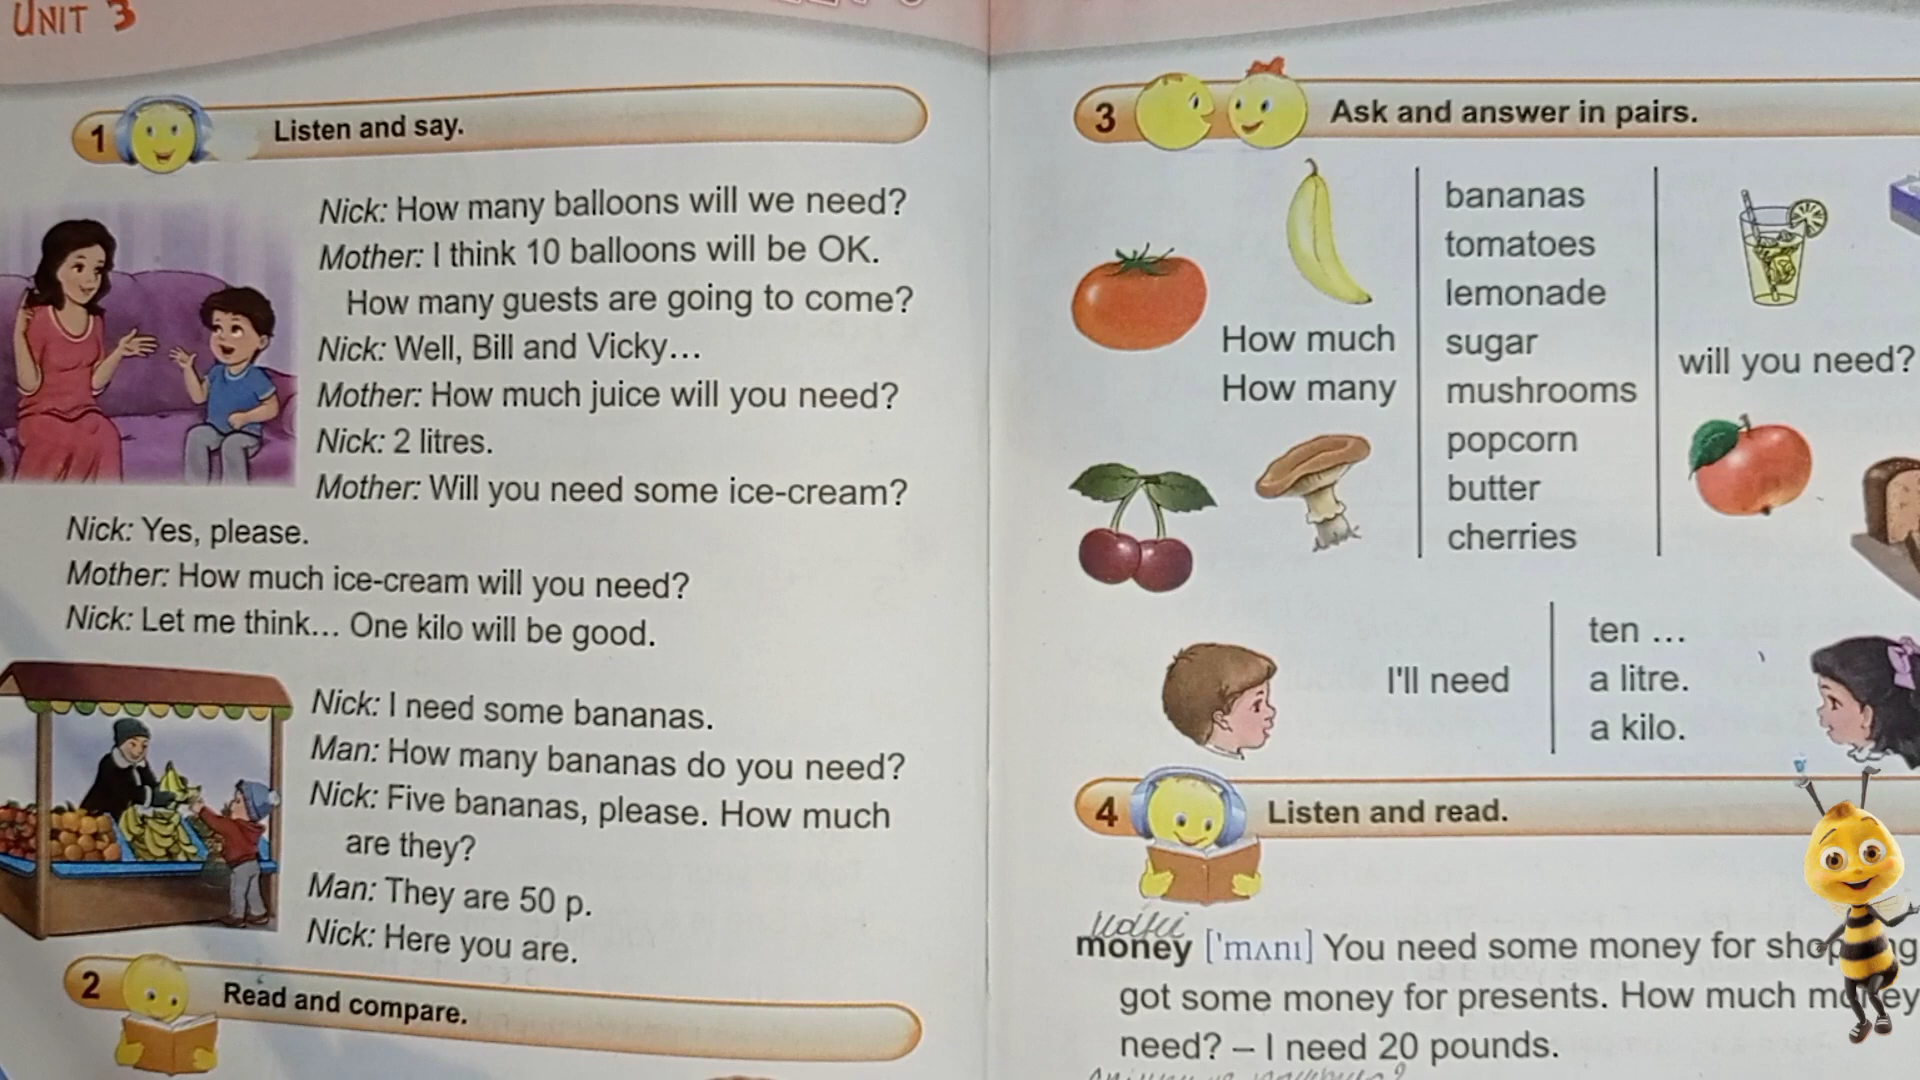 UNIT 3
1 Listen and say.
Nick: How many balloons will we need?
Mother: I think 10 balloons will be OK.
How many guests are going to come?
Nick: Well, Bill and Vicky...
Mother: How much juice will you need?
Nick: 2 litres.
Mother: Will you need some ice-cream?
Nick: Yes, please.
Mother: How much ice-cream will you need?
Nick: Let me think... One kilo will be good.
Nick: I need some bananas.
Man: How many bananas do you need?
Nick: Five bananas, please. How much
are they?
Man: They are 50 p.
Nick: Here you are.
2 Read and compare.
3 Ask and answer in pairs.
How much
How many
bananas
tomatoes
lemonade
sugar
mushrooms
popcorn
butter
cherries
will you need?
I'll need
ten ...
a litre.
a kilo.
4 Listen and read.
money ['mʌnı] You need some money for
got some money for presents. How much
need? – I need 20 pounds.